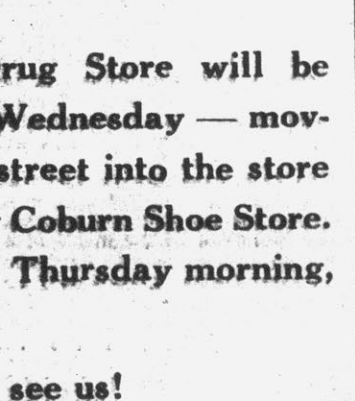 rug Store will be
Wednesday — mov-
street into the store
Coburn Shoe Store.
Thursday morning,
see us!